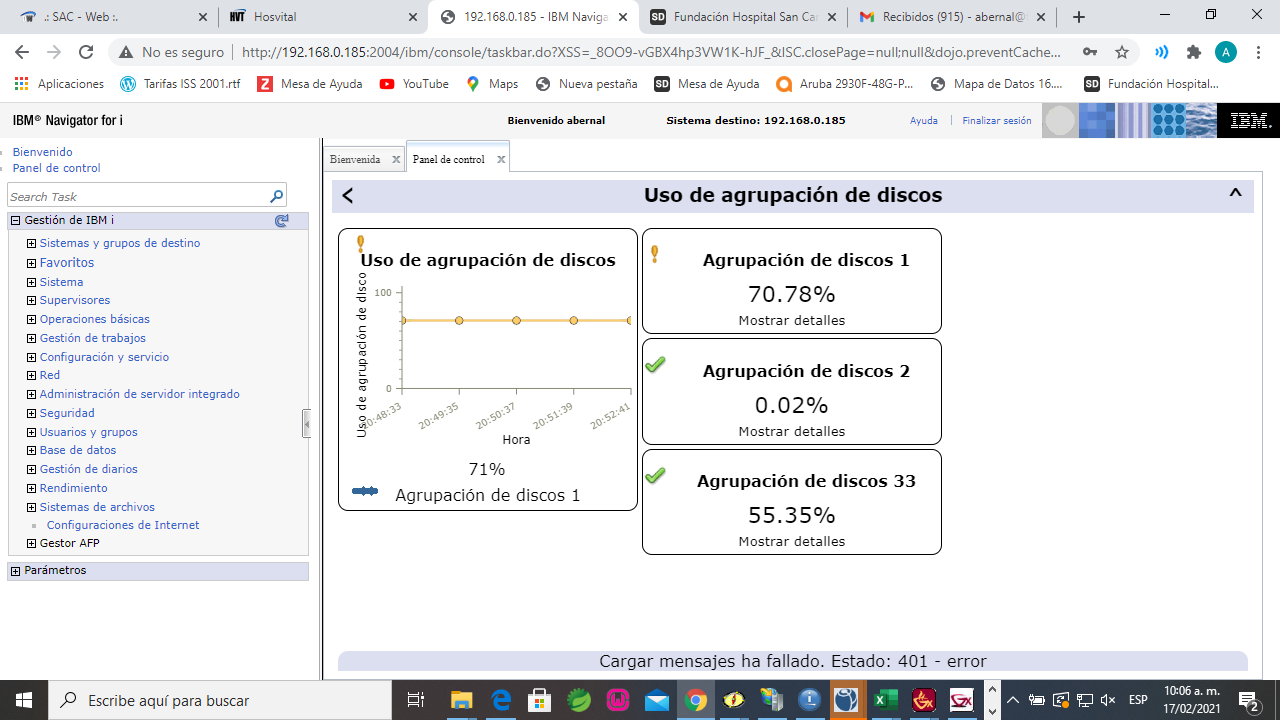 .: SAC - Web :.
Hosvital
192.168.0.185 - IBM Naviga
Fundación Hospital San Ca
Recibidos (915) - abernal@
No es seguro
http://192.168.0.185:2004/ibm/console/taskbar.do?XSS=_8OO9-vGBX4hp3VW1K-hJF_&ISC.closePage=null;null&dojo.preventCache...
Aplicaciones
Tarifas ISS 2001.rtf
Mesa de Ayuda
YouTube
Maps
Nueva pestaña
Mesa de Ayuda
Aruba 2930F-48G-P...
Mapa de Datos 16....
Fundación Hospital...
IBM® Navigator for i
Bienvenido abernal
Sistema destino: 192.168.0.185
Ayuda
Finalizar sesión
IBM.
Bienvenido
Panel de control
Search Task
Gestión de IBM i
Sistemas y grupos de destino
Favoritos
Sistema
Supervisores
Operaciones básicas
Gestión de trabajos
Configuración y servicio
Red
Administración de servidor integrado
Seguridad
Usuarios y grupos
Base de datos
Gestión de diarios
Rendimiento
Sistemas de archivos
Configuraciones de Internet
Gestor AFP
Parámetros
Bienvenida
Panel de control
Uso de agrupación de discos
Uso de agrupación de discos
Uso de agrupación de disco
100
0
20:48:33
20:49:35
20:50:37
20:51:39
20:52:41
Hora
71%
Agrupación de discos 1
Agrupación de discos 1
70.78%
Mostrar detalles
Agrupación de discos 2
0.02%
Mostrar detalles
Agrupación de discos 33
55.35%
Mostrar detalles
Cargar mensajes ha fallado. Estado: 401 - error
Escribe aquí para buscar
ESP
10:06 a. m.
17/02/2021
2